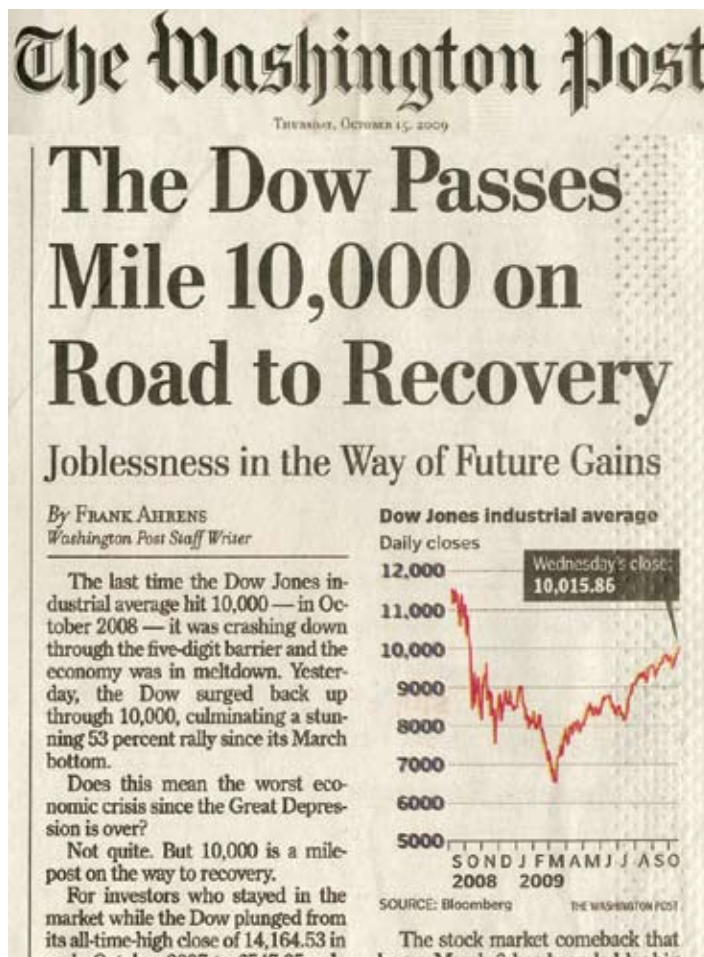 The Washington Post
THURSDAY, OCTOBER 15, 2009
The Dow Passes
Mile 10,000 on
Road to Recovery
Joblessness in the Way of Future Gains
By FRANK AHRENS
Washington Post Staff Writer
The last time the Dow Jones in-
dustrial average hit 10,000 — in Oc-
tober 2008 — it was crashing down
through the five-digit barrier and the
economy was in meltdown. Yester-
day, the Dow surged back up
through 10,000, culminating a stun-
ning 53 percent rally since its March
bottom.
Does this mean the worst eco-
nomic crisis since the Great Depres-
sion is over?
Not quite. But 10,000 is a mile-
post on the way to recovery.
For investors who stayed in the
market while the Dow plunged from
its all-time-high close of 14,164.53 in
Dow Jones industrial average
Daily closes
Wednesday's close:
10,015.86
12,000
11,000
10,000
9000
8000
7000
6000
5000
S O N D J F M A M J J A S O
2008 2009
SOURCE: Bloomberg THE WASHINGTON POST
The stock market comeback that